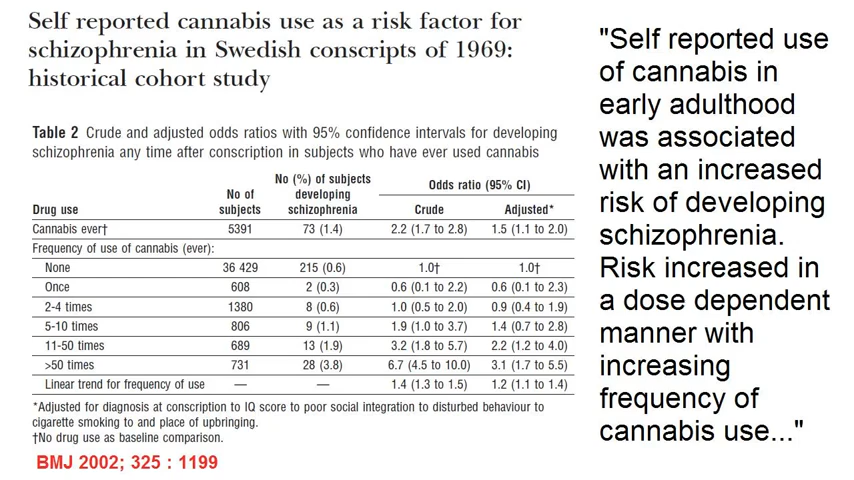 Self reported cannabis use as a risk factor for
schizophrenia in Swedish conscripts of 1969:
historical cohort study
Table 2 Crude and adjusted odds ratios with 95% confidence intervals for developing
schizophrenia any time after conscription in subjects who have ever used cannabis
Drug use No of subjects No (%) of subjects developing schizophrenia Odds ratio (95% CI) Crude Adjusted*
Cannabis ever† 5391 73 (1.4) 2.2 (1.7 to 2.8) 1.5 (1.1 to 2.0)
Frequency of use of cannabis (ever):
None 36 429 215 (0.6) 1.0† 1.0†
Once 608 2 (0.3) 0.6 (0.1 to 2.2) 0.6 (0.1 to 2.3)
2-4 times 1380 8 (0.6) 1.0 (0.5 to 2.0) 0.9 (0.4 to 1.9)
5-10 times 806 9 (1.1) 1.9 (1.0 to 3.7) 1.4 (0.7 to 2.8)
11-50 times 689 13 (1.9) 3.2 (1.8 to 5.7) 2.2 (1.2 to 4.0)
>50 times 731 28 (3.8) 6.7 (4.5 to 10.0) 3.1 (1.7 to 5.5)
Linear trend for frequency of use — — 1.4 (1.3 to 1.5) 1.2 (1.1 to 1.4)
*Adjusted for diagnosis at conscription to IQ score to poor social integration to disturbed behaviour to
cigarette smoking to and place of upbringing.
†No drug use as baseline comparison.
BMJ 2002; 325 : 1199
"Self reported use
of cannabis in
early adulthood
was associated
with an increased
risk of developing
schizophrenia.
Risk increased in
a dose dependent
manner with
increasing
frequency of
cannabis use..."